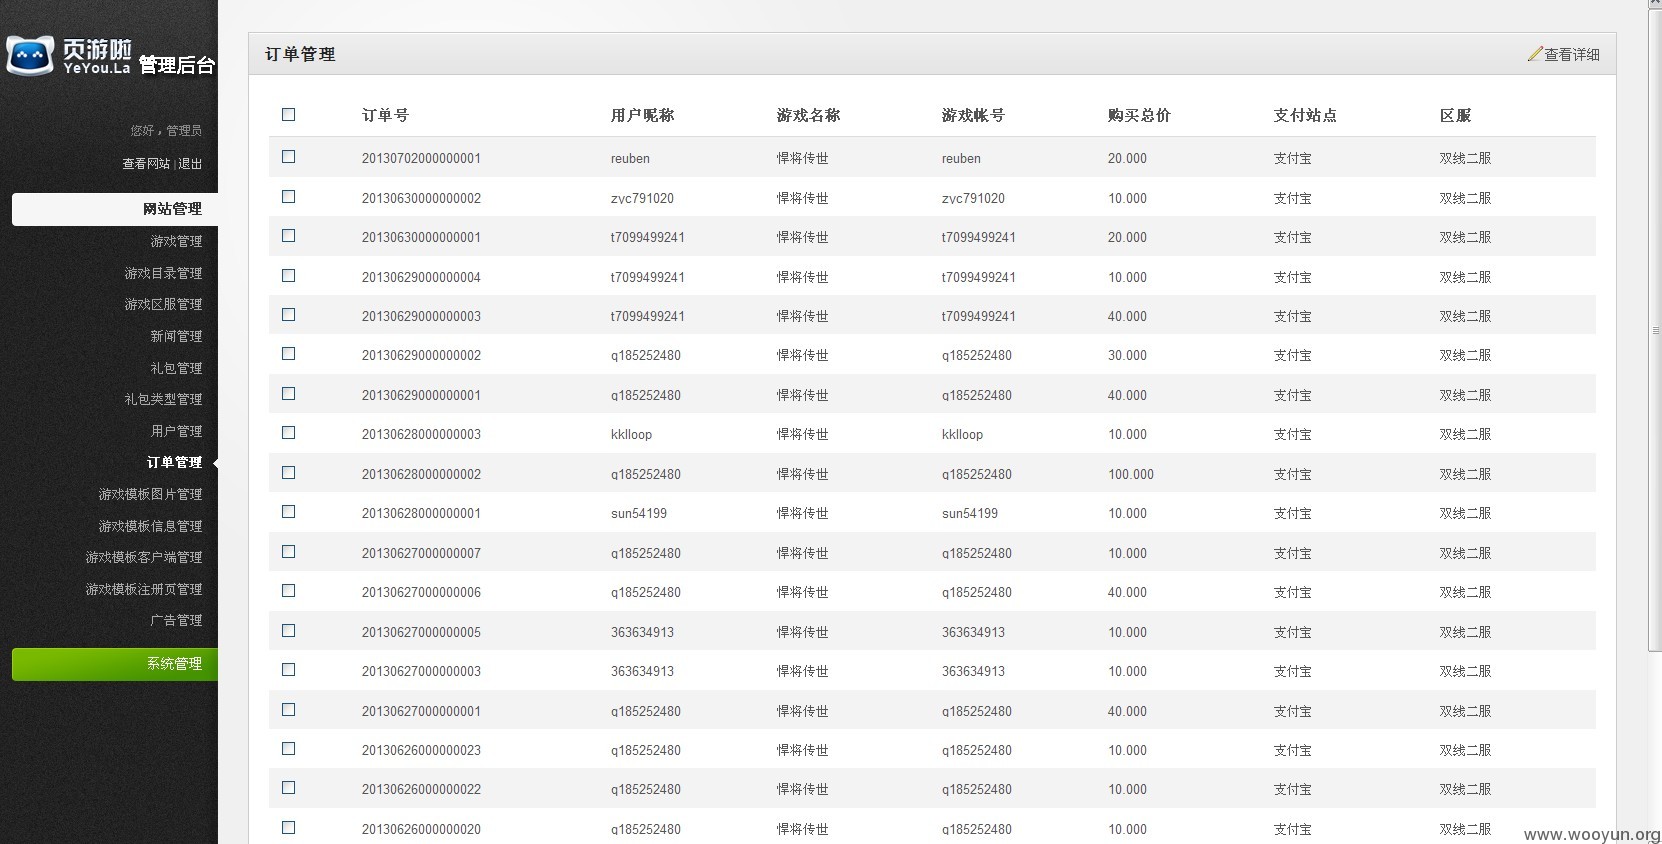 页游啦
YeYou.La 管理后台
您好，管理员
查看网站 | 退出
网站管理
游戏管理
游戏目录管理
游戏区服管理
新闻管理
礼包管理
礼包类型管理
用户管理
订单管理
游戏模板图片管理
游戏模板信息管理
游戏模板客户端管理
游戏模板注册页管理
广告管理
系统管理
订单管理 查看详细
订单号 用户昵称 游戏名称 游戏帐号 购买总价 支付站点 区服
20130702000000001 reuben 悍将传世 reuben 20.000 支付宝 双线二服
20130630000000002 zyc791020 悍将传世 zyc791020 10.000 支付宝 双线二服
20130630000000001 t7099499241 悍将传世 t7099499241 20.000 支付宝 双线二服
20130629000000004 t7099499241 悍将传世 t7099499241 10.000 支付宝 双线二服
20130629000000003 t7099499241 悍将传世 t7099499241 40.000 支付宝 双线二服
20130629000000002 q185252480 悍将传世 q185252480 30.000 支付宝 双线二服
20130629000000001 q185252480 悍将传世 q185252480 40.000 支付宝 双线二服
20130628000000003 kklloop 悍将传世 kklloop 10.000 支付宝 双线二服
20130628000000002 q185252480 悍将传世 q185252480 100.000 支付宝 双线二服
20130628000000001 sun54199 悍将传世 sun54199 10.000 支付宝 双线二服
20130627000000007 q185252480 悍将传世 q185252480 10.000 支付宝 双线二服
20130627000000006 q185252480 悍将传世 q185252480 40.000 支付宝 双线二服
20130627000000005 363634913 悍将传世 363634913 10.000 支付宝 双线二服
20130627000000003 363634913 悍将传世 363634913 10.000 支付宝 双线二服
20130627000000001 q185252480 悍将传世 q185252480 40.000 支付宝 双线二服
20130626000000023 q185252480 悍将传世 q185252480 10.000 支付宝 双线二服
20130626000000022 q185252480 悍将传世 q185252480 10.000 支付宝 双线二服
20130626000000020 q185252480 悍将传世 q185252480 10.000 支付宝 双线二服
www.wooyun.org